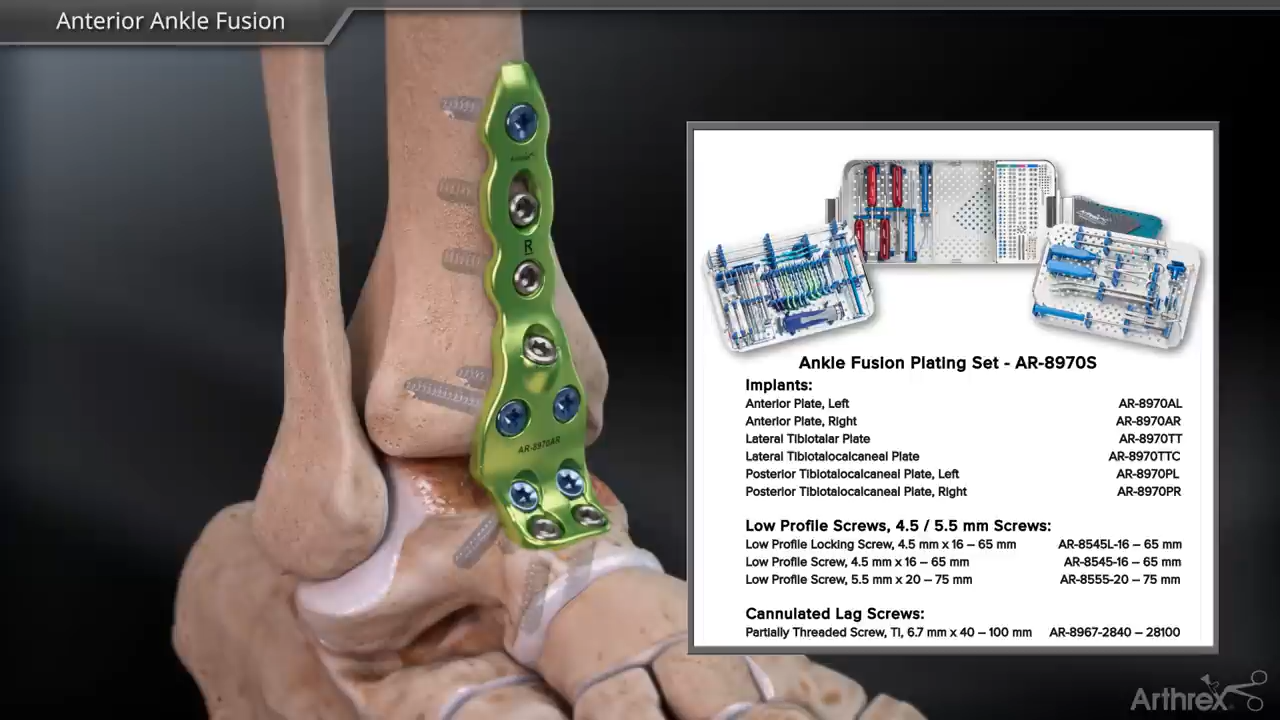 Anterior Ankle Fusion
R
AR-8970AR
Ankle Fusion Plating Set - AR-8970S
Implants:
Anterior Plate, Left AR-8970AL
Anterior Plate, Right AR-8970AR
Lateral Tibiotalar Plate AR-8970TT
Lateral Tibiotalocalcaneal Plate AR-8970TTC
Posterior Tibiotalocalcaneal Plate, Left AR-8970PL
Posterior Tibiotalocalcaneal Plate, Right AR-8970PR
Low Profile Screws, 4.5 / 5.5 mm Screws:
Low Profile Locking Screw, 4.5 mm x 16 – 65 mm AR-8545L-16 – 65 mm
Low Profile Screw, 4.5 mm x 16 – 65 mm AR-8545-16 – 65 mm
Low Profile Screw, 5.5 mm x 20 – 75 mm AR-8555-20 – 75 mm
Cannulated Lag Screws:
Partially Threaded Screw, Ti, 6.7 mm x 40 – 100 mm AR-8967-2840 – 28100
Arthrex